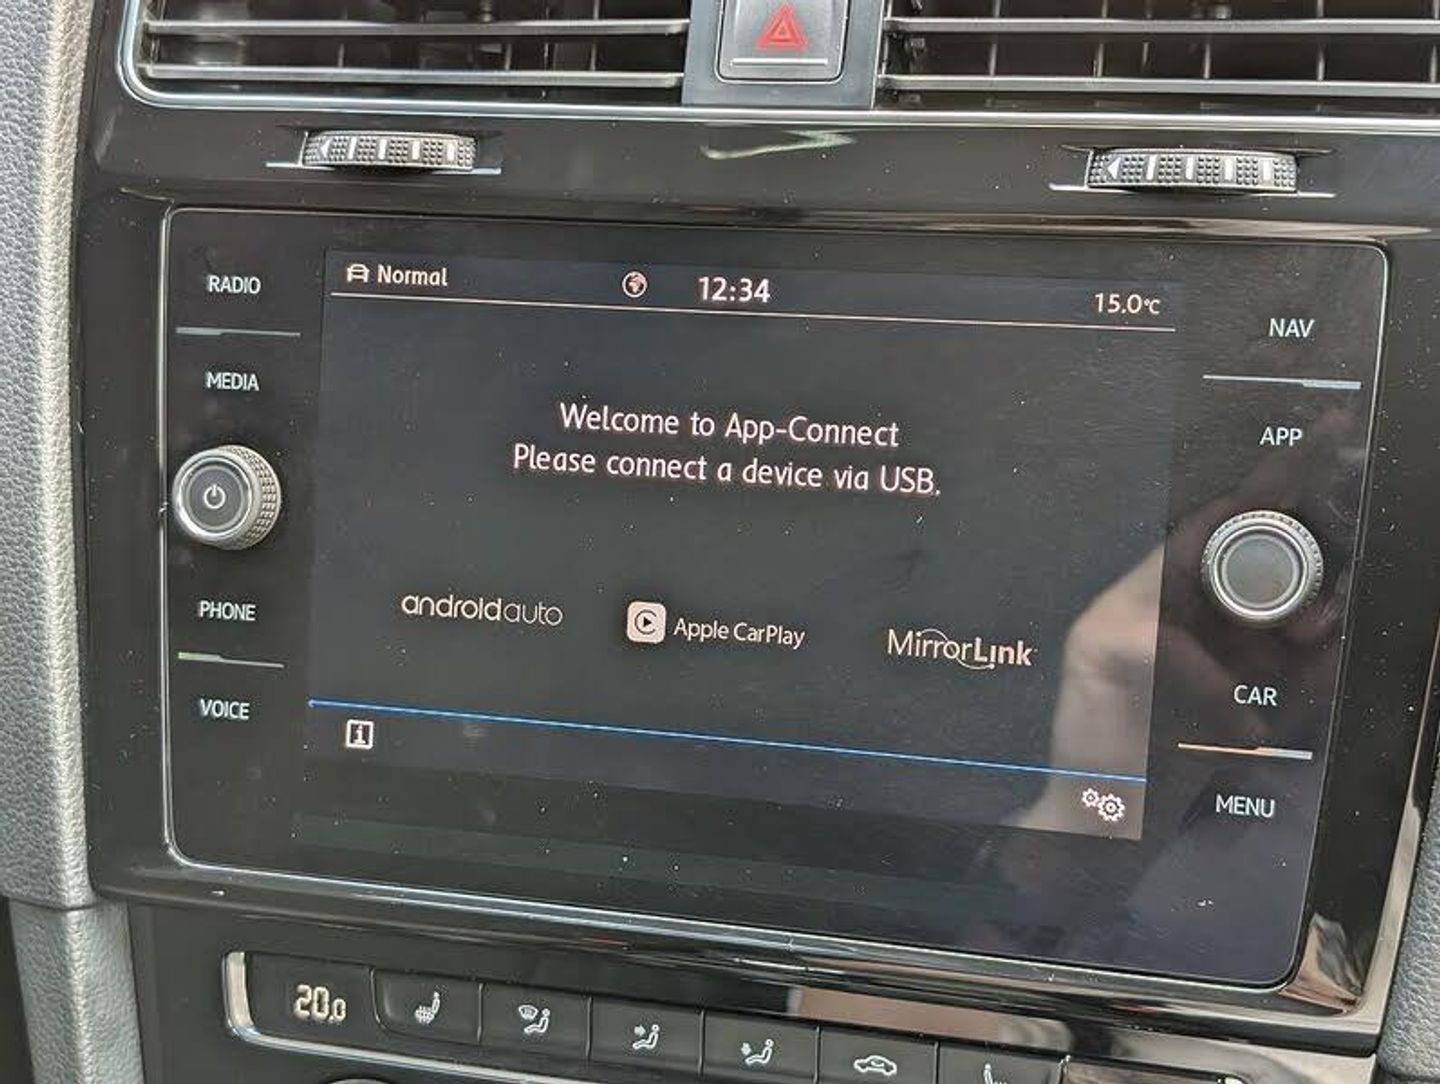 RADIO
MEDIA
PHONE
VOICE
Normal
12:34
15.0°C
Welcome to App-Connect
Please connect a device via USB.
androidauto
Apple CarPlay
MirrorLink
i
NAV
APP
CAR
MENU
20.0